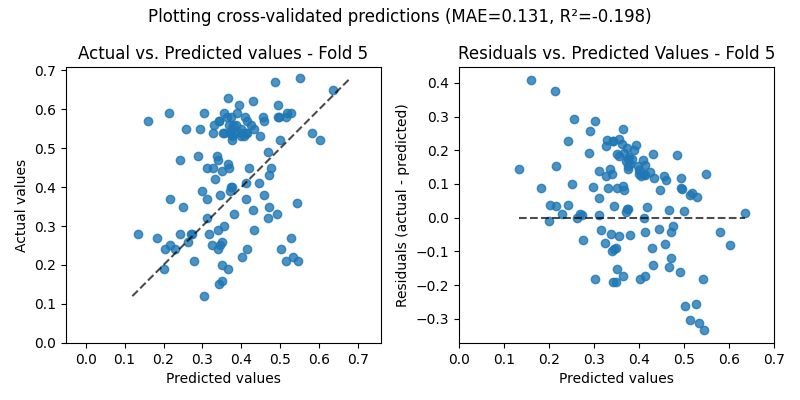 Plotting cross-validated predictions (MAE=0.131, R²=-0.198)
Actual vs. Predicted values - Fold 5
Actual values
0.7
0.6
0.5
0.4
0.3
0.2
0.1
0.0
0.0 0.1 0.2 0.3 0.4 0.5 0.6 0.7
Predicted values
Residuals vs. Predicted Values - Fold 5
Residuals (actual - predicted)
0.4
0.3
0.2
0.1
0.0
−0.1
−0.2
−0.3
0.0 0.1 0.2 0.3 0.4 0.5 0.6 0.7
Predicted values